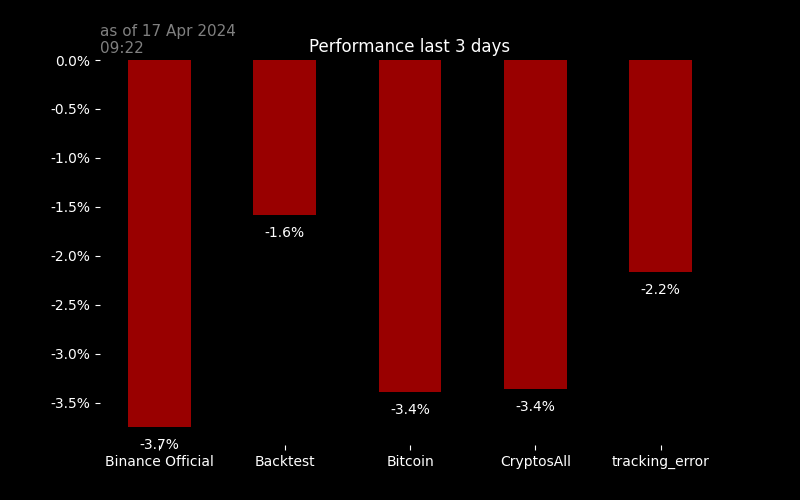 as of 17 Apr 2024
09:22
Performance last 3 days
0.0%
-0.5%
-1.0%
-1.5%
-2.0%
-2.5%
-3.0%
-3.5%
-3.7%
-1.6%
-3.4%
-3.4%
-2.2%
Binance Official
Backtest
Bitcoin
CryptosAll
tracking_error